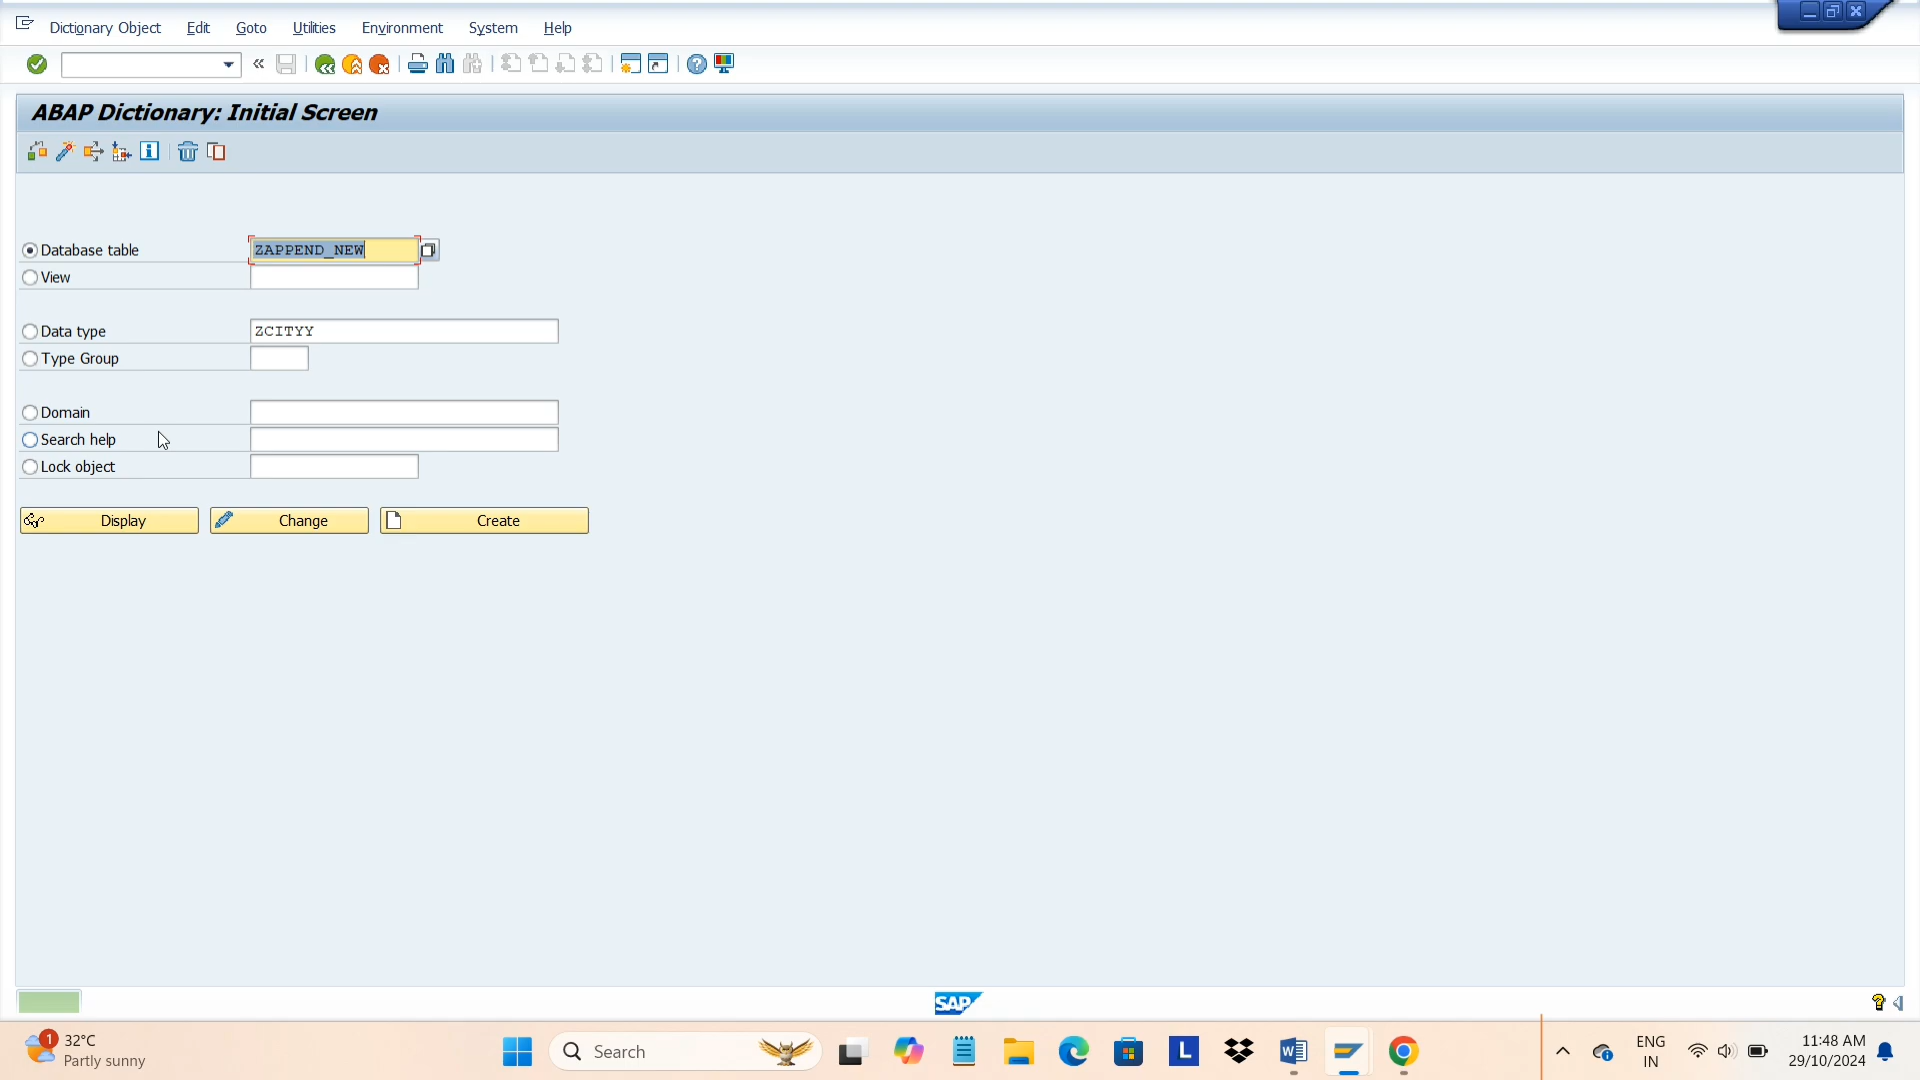 Dictionary Object Edit Goto Utilities Environment System Help
ABAP Dictionary: Initial Screen
Database table ZAPPEND_NEW
View
Data type ZCITYY
Type Group
Domain
Search help
Lock object
Display Change Create
SAP
1 32°C
Partly sunny
Search
L
ENG
IN
11:48 AM
29/10/2024